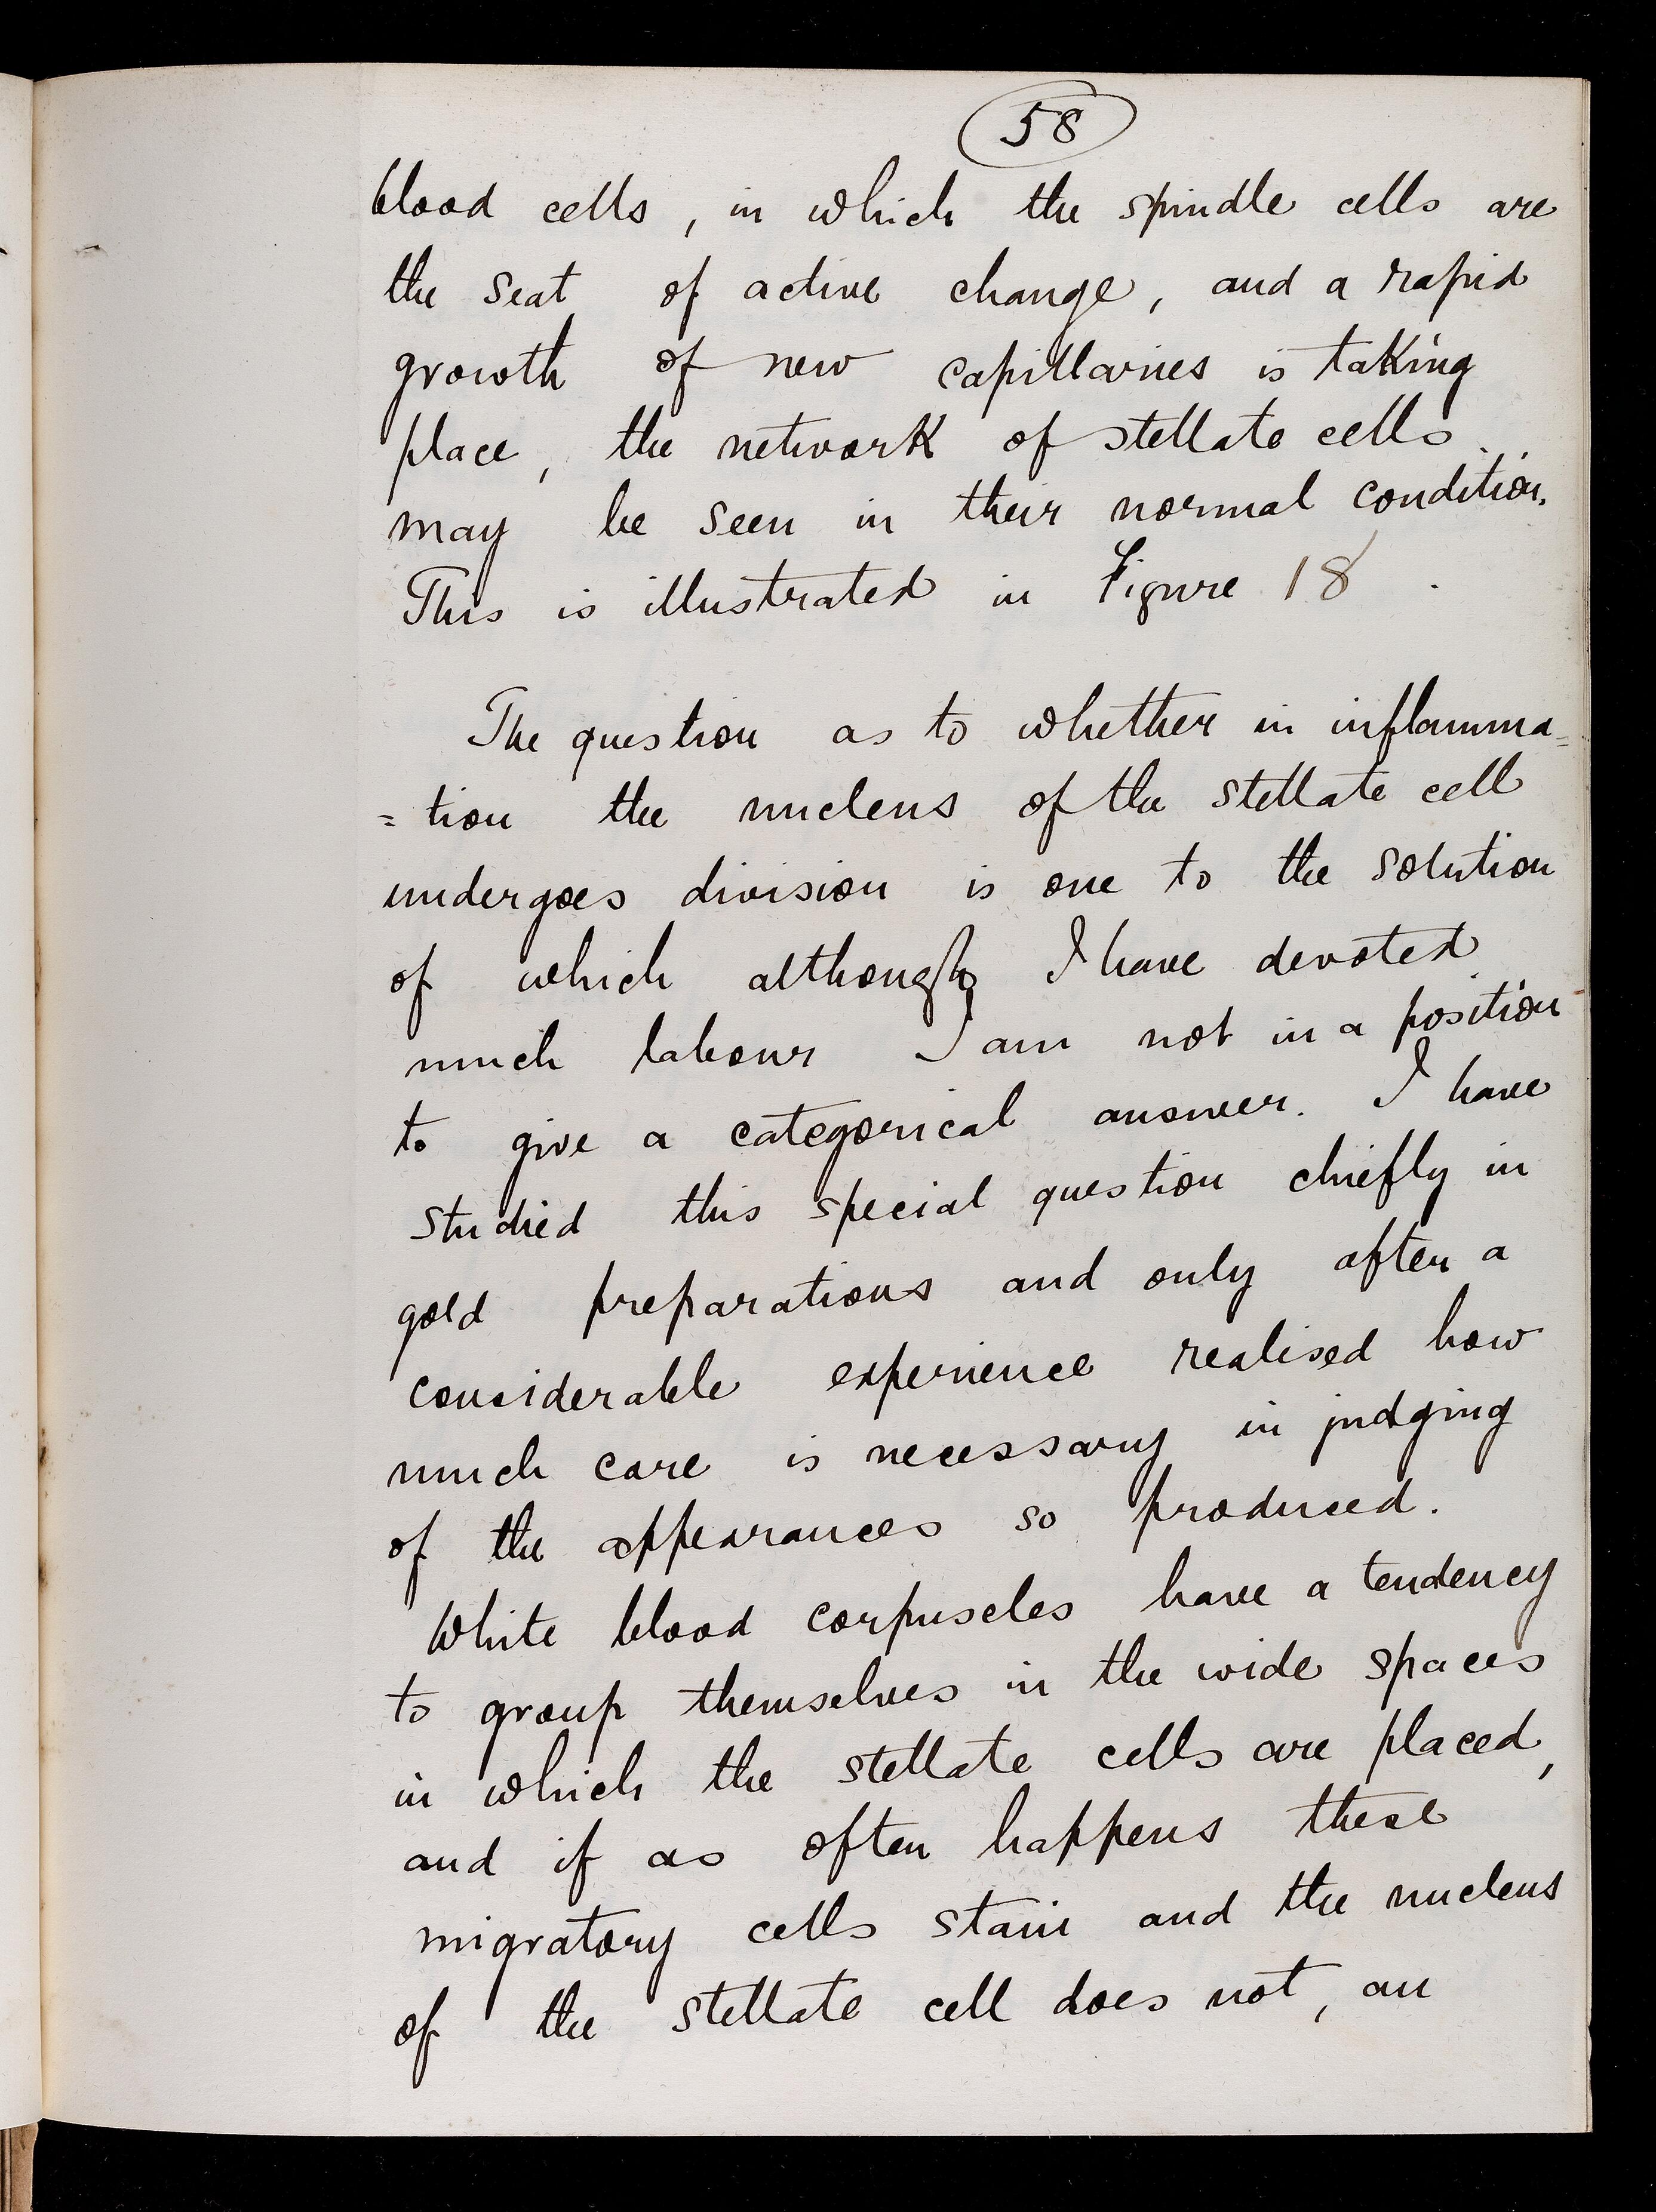 58
blood cells, in which the spindle cells are
the seat of active change, and a rapid
growth of new capillaries is taking
place, the network of stellate cells
may be seen in their normal condition.
This is illustrated in Figure 18.
The question as to whether in inflamma=
=tion the nucleus of the stellate cell
undergoes division is one to the solution
of which although I have devoted
much labour I am not in a position
to give a categorical answer. I have
studied this special question chiefly in
gold preparations and only after a
considerable experience realised how
much care is necessary in judging
of the appearances so produced.
White blood corpuscles have a tendency
to group themselves in the wide spaces
in which the stellate cells are placed,
and if as often happens these
migratory cells stain and the nucleus
of the stellate cell does not, an